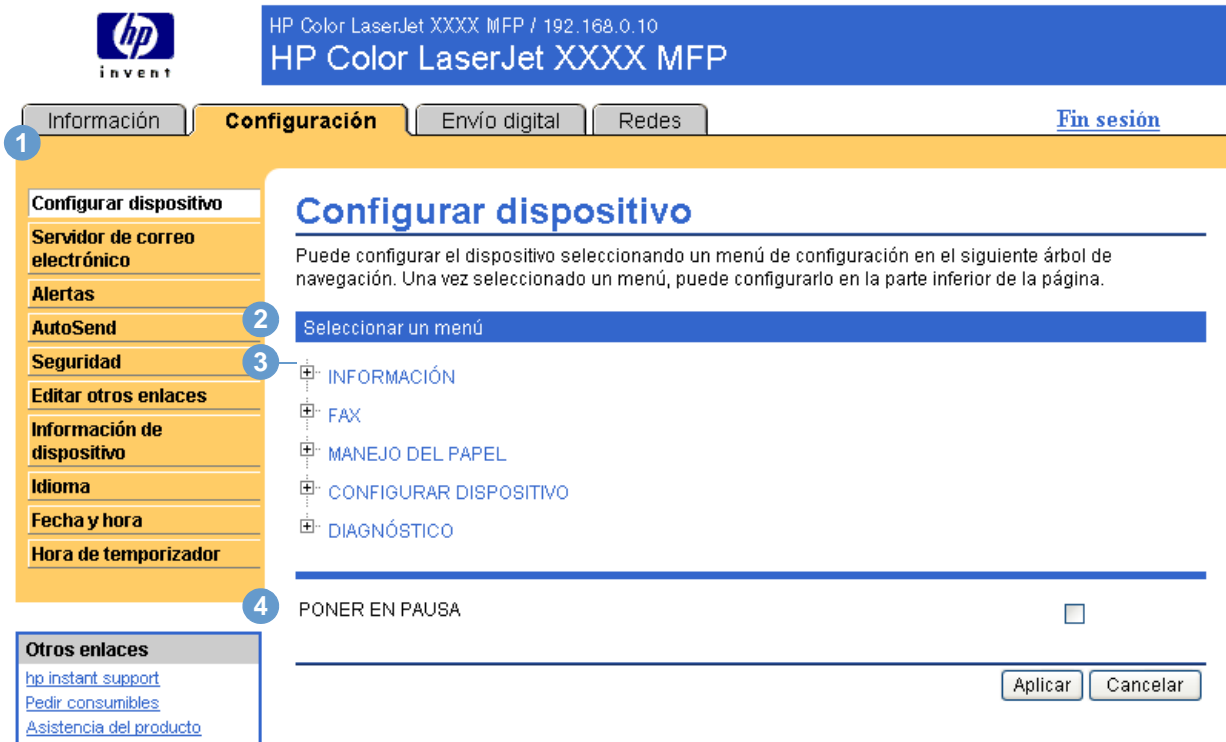 hp
invent
HP Color LaserJet XXXX MFP / 192.168.0.10
HP Color LaserJet XXXX MFP
Información
Configuración
Envío digital
Redes
Fin sesión
1
Configurar dispositivo
Servidor de correo
electrónico
Alertas
AutoSend
Seguridad
Editar otros enlaces
Información de
dispositivo
Idioma
Fecha y hora
Hora de temporizador
Otros enlaces
hp instant support
Pedir consumibles
Asistencia del producto
Configurar dispositivo
Puede configurar el dispositivo seleccionando un menú de configuración en el siguiente árbol de
navegación. Una vez seleccionado un menú, puede configurarlo en la parte inferior de la página.
2
Seleccionar un menú
3
INFORMACIÓN
FAX
MANEJO DEL PAPEL
CONFIGURAR DISPOSITIVO
DIAGNÓSTICO
4
PONER EN PAUSA
Aplicar
Cancelar